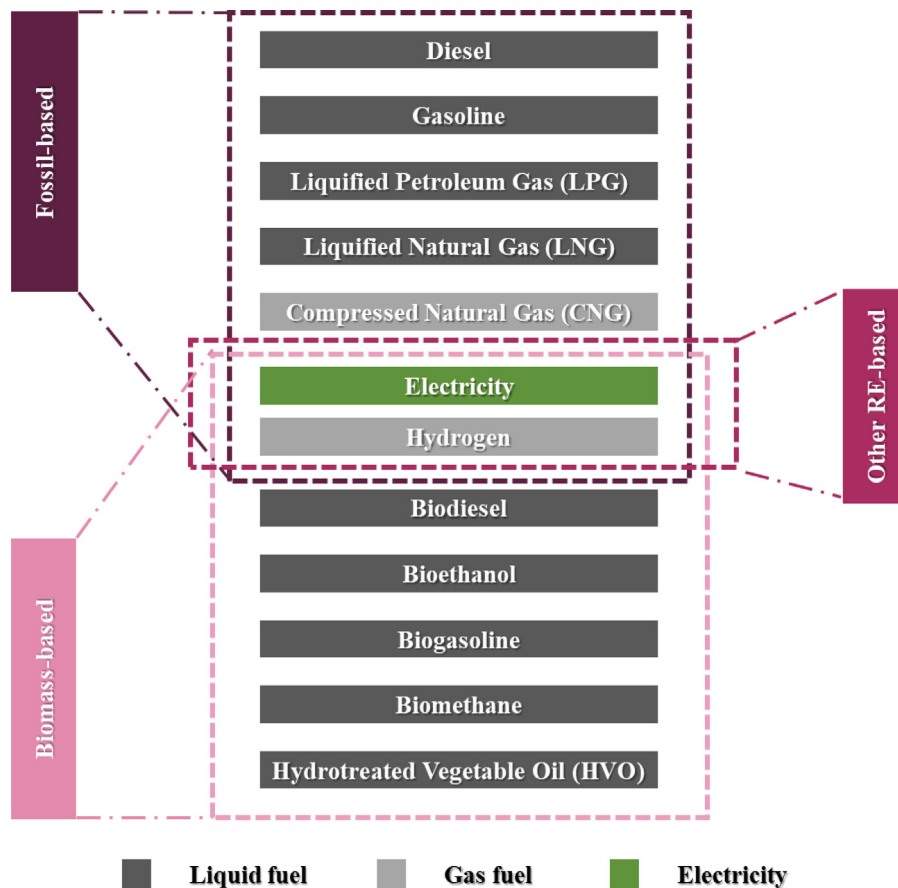 Fossil-based
Diesel
Gasoline
Liquified Petroleum Gas (LPG)
Liquified Natural Gas (LNG)
Compressed Natural Gas (CNG)
Electricity
Hydrogen
Other RE-based
Biomass-based
Biodiesel
Bioethanol
Biogasoline
Biomethane
Hydrotreated Vegetable Oil (HVO)
Liquid fuel
Gas fuel
Electricity